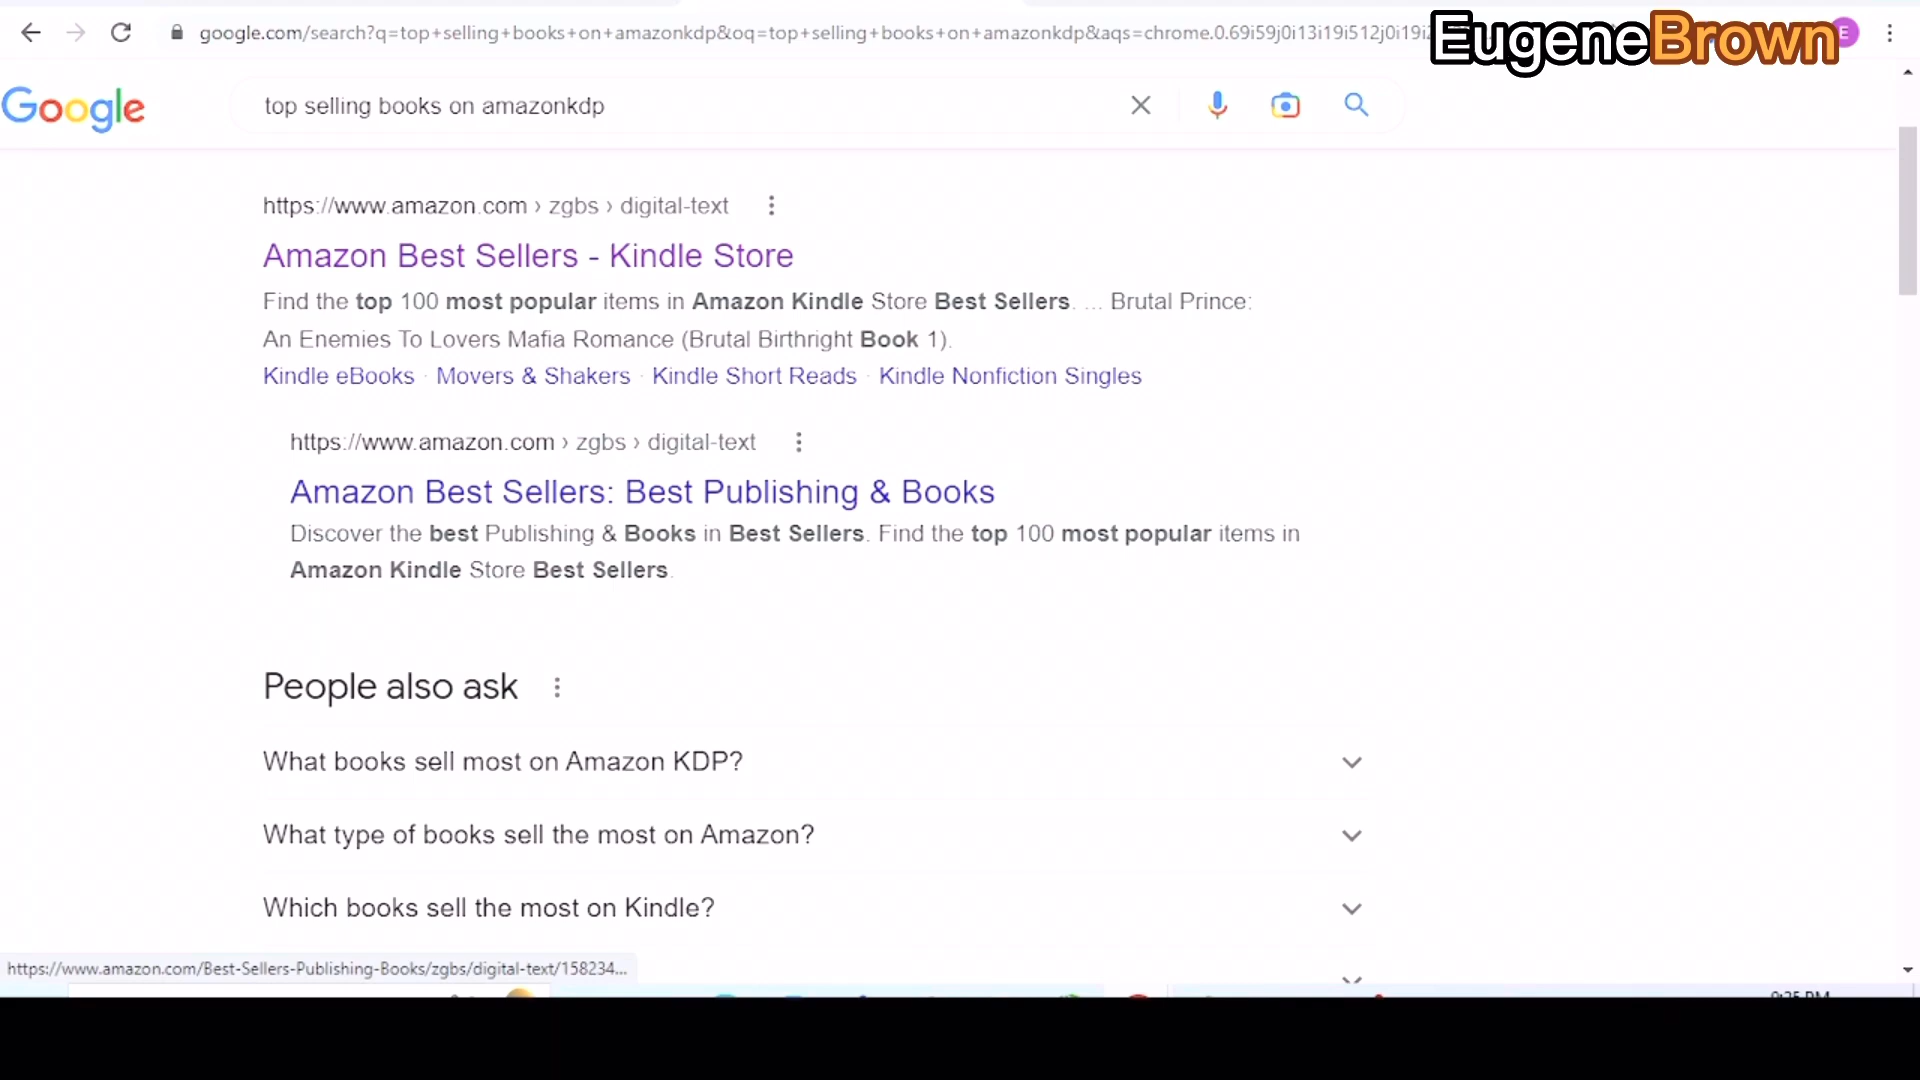 google.com/search?q=top+selling+books+on+amazonkdp&oq=top+selling+books+on+amazonkdp&aqs=chrome.0.69i59j0i13i19i512j0i19i
EugeneBrown
E
Google
top selling books on amazonkdp
https://www.amazon.com › zgbs › digital-text
Amazon Best Sellers - Kindle Store
Find the top 100 most popular items in Amazon Kindle Store Best Sellers. ... Brutal Prince:
An Enemies To Lovers Mafia Romance (Brutal Birthright Book 1).
Kindle eBooks · Movers & Shakers · Kindle Short Reads · Kindle Nonfiction Singles
https://www.amazon.com › zgbs › digital-text
Amazon Best Sellers: Best Publishing & Books
Discover the best Publishing & Books in Best Sellers. Find the top 100 most popular items in
Amazon Kindle Store Best Sellers.
People also ask
What books sell most on Amazon KDP?
What type of books sell the most on Amazon?
Which books sell the most on Kindle?
https://www.amazon.com/Best-Sellers-Publishing-Books/zgbs/digital-text/158234...